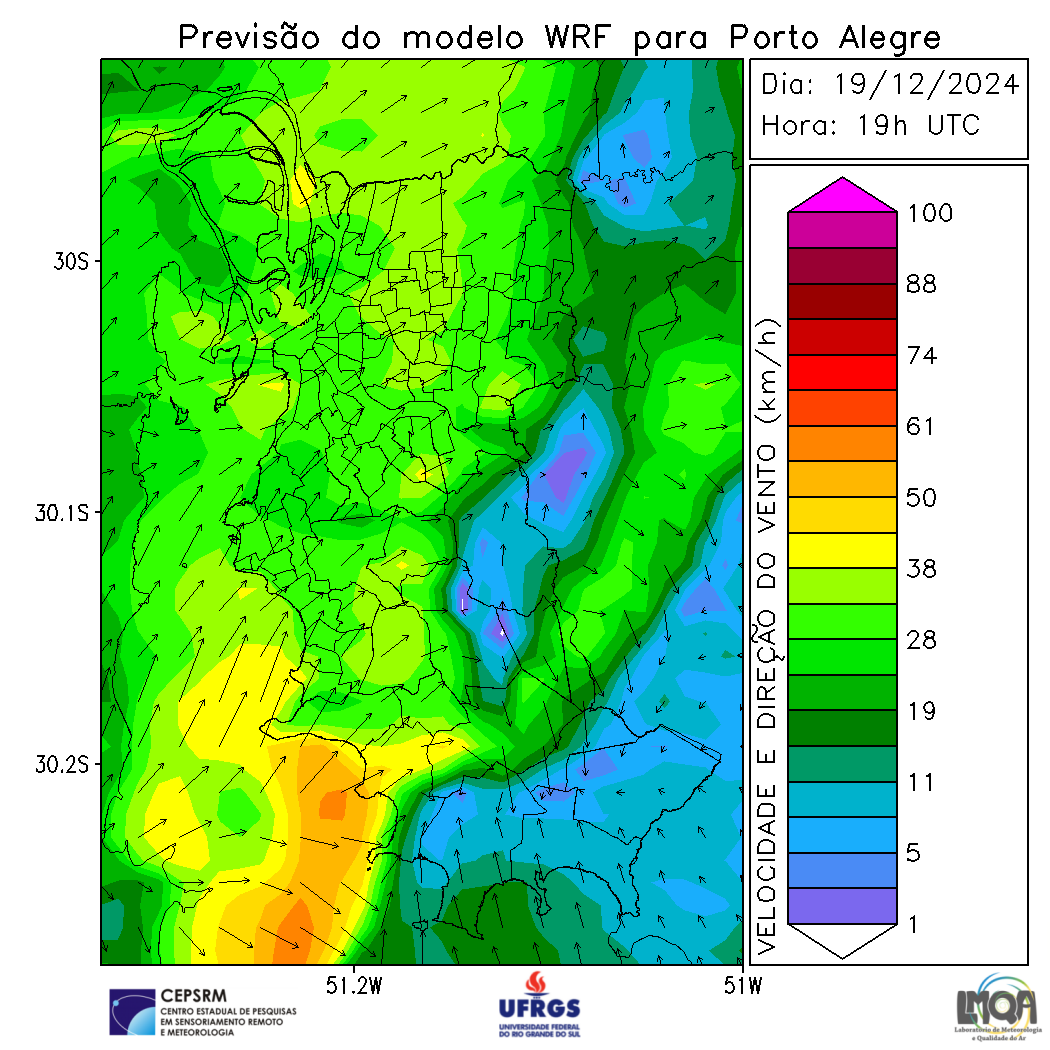 Previsão do modelo WRF para Porto Alegre
Dia: 19/12/2024
Hora: 19h UTC
30S
30.1S
30.2S
51.2W
51W
VELOCIDADE E DIREÇÃO DO VENTO (km/h)
100
88
74
61
50
38
28
19
11
5
1
CEPSRM
CENTRO ESTADUAL DE PESQUISAS
EM SENSORIAMENTO REMOTO
E METEOROLOGIA
UFRGS
UNIVERSIDADE FEDERAL
DO RIO GRANDE DO SUL
LMQA
Laboratório de Meteorologia
e Qualidade do Ar